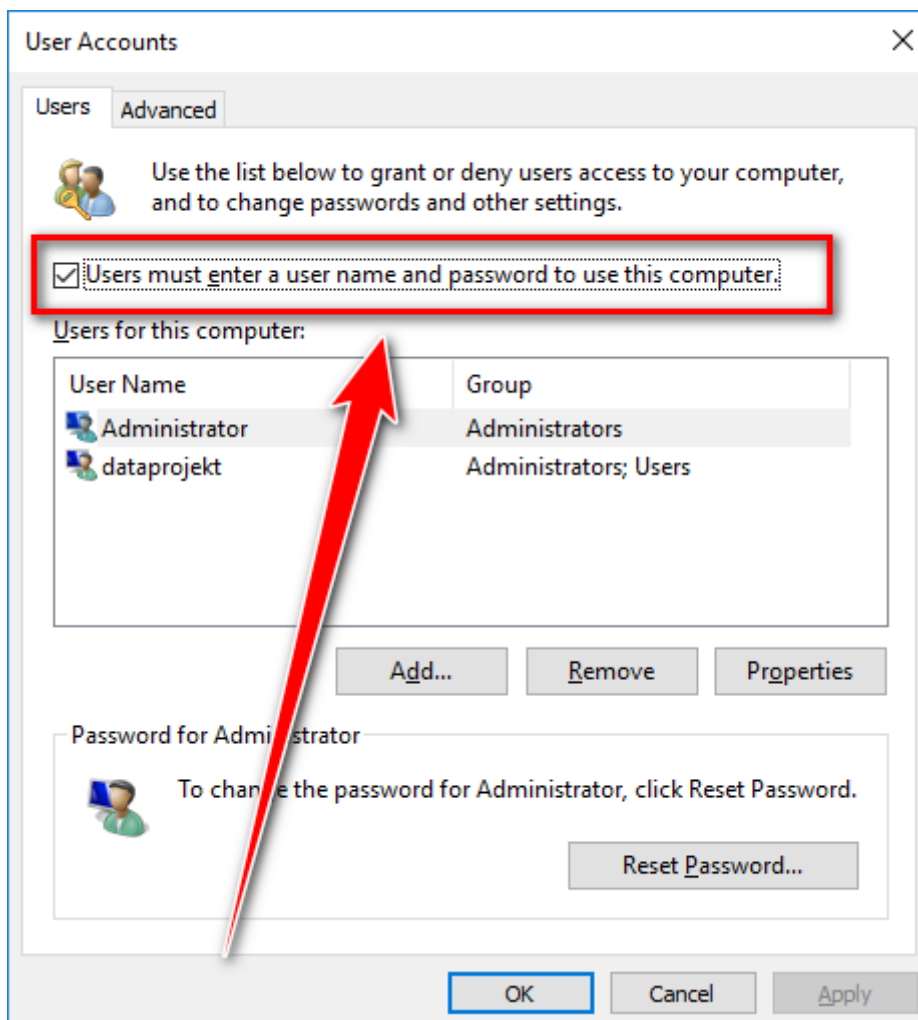 User Accounts
Users
Advanced
Use the list below to grant or deny users access to your computer,
and to change passwords and other settings.
Users must enter a user name and password to use this computer.
Users for this computer:
User Name Group
Administrator Administrators
dataprojekt Administrators; Users
Add... Remove Properties
Password for Administrator
To change the password for Administrator, click Reset Password.
Reset Password...
OK Cancel Apply